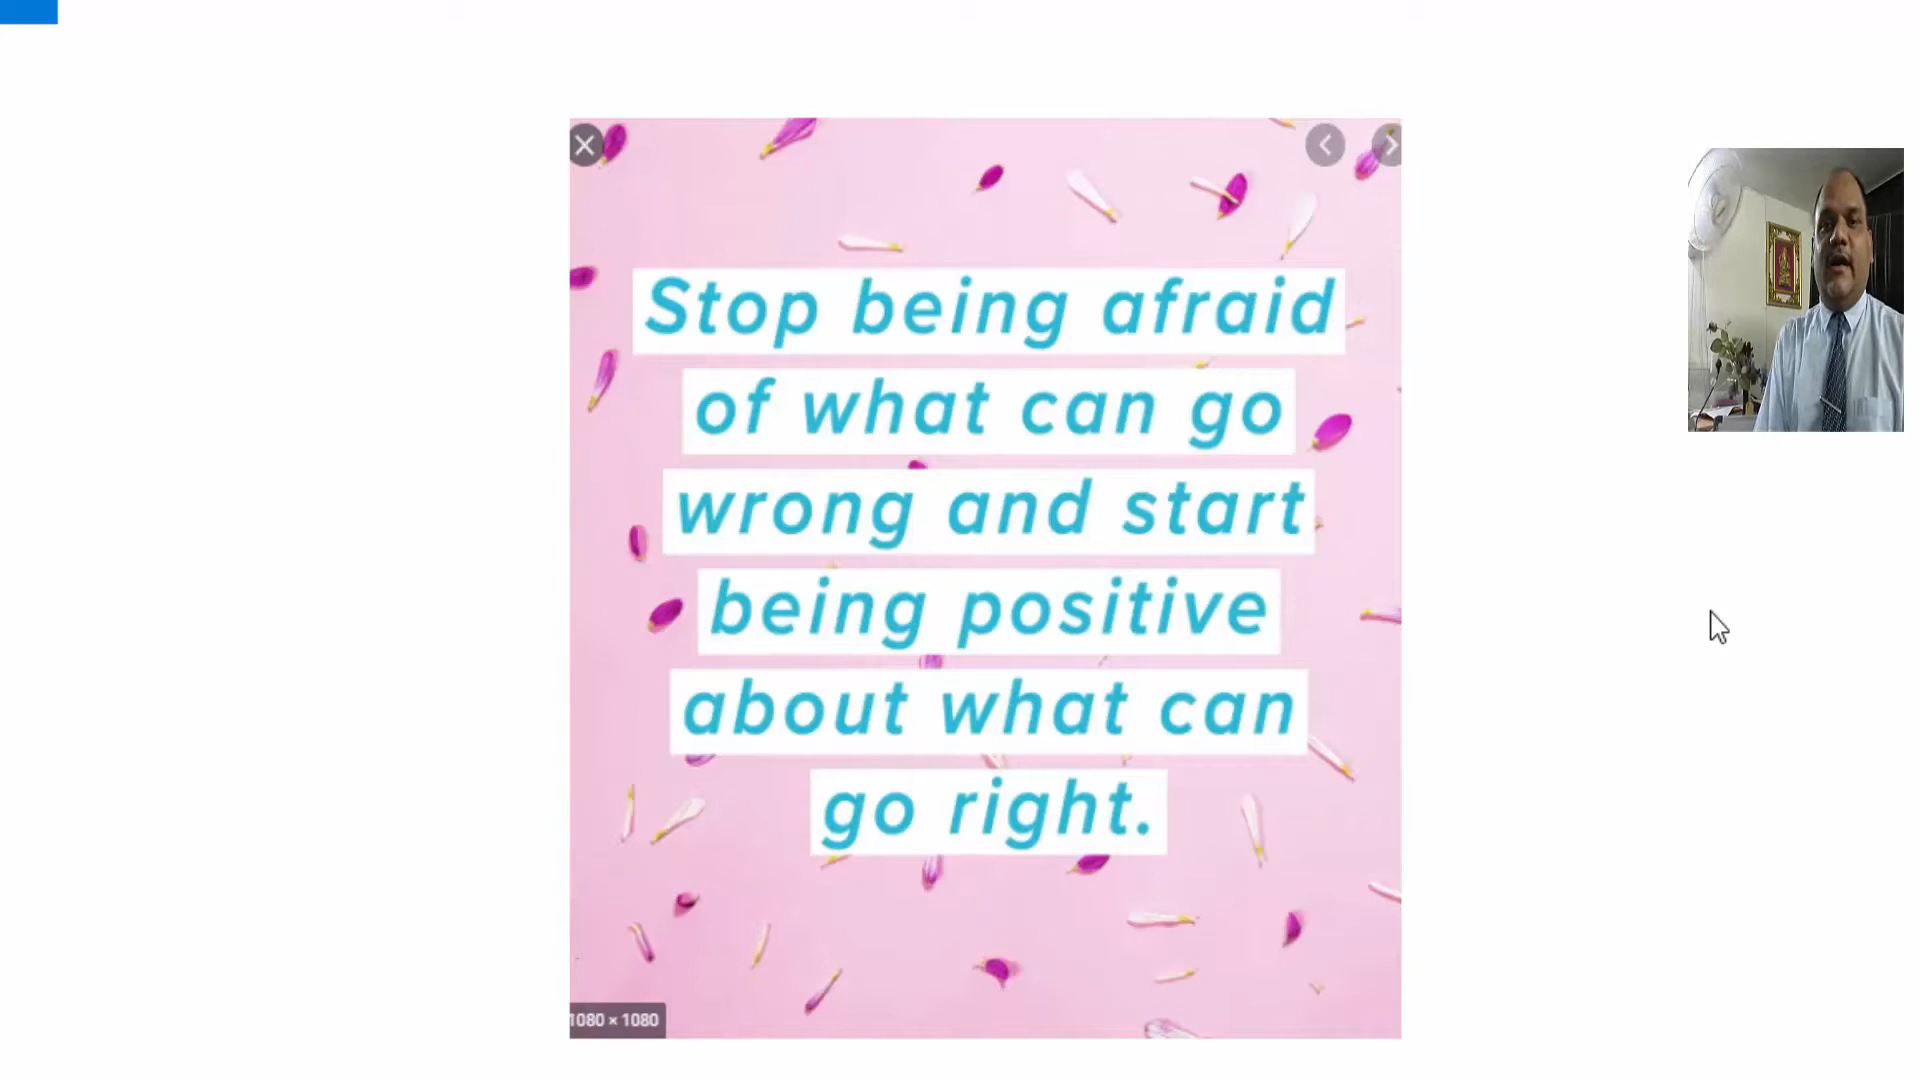 Stop being afraid
of what can go
wrong and start
being positive
about what can
go right.
1080 × 1080